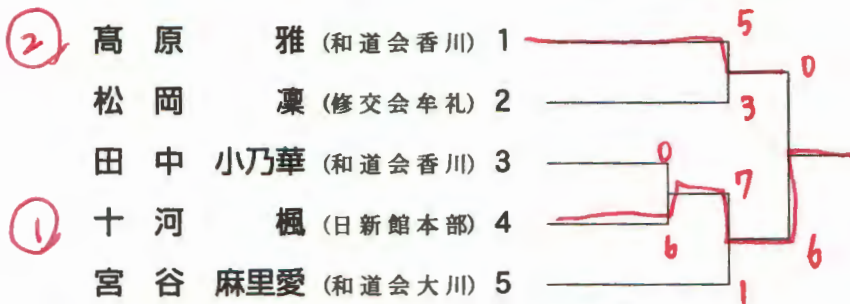 ② 髙原 雅 (和道会香川) 1 5 0
松岡 凜 (修交会牟礼) 2 3
田中 小乃華 (和道会香川) 3 0 7
① 十河 楓 (日新館本部) 4 6 6
宮谷 麻里愛 (和道会大川) 5 1